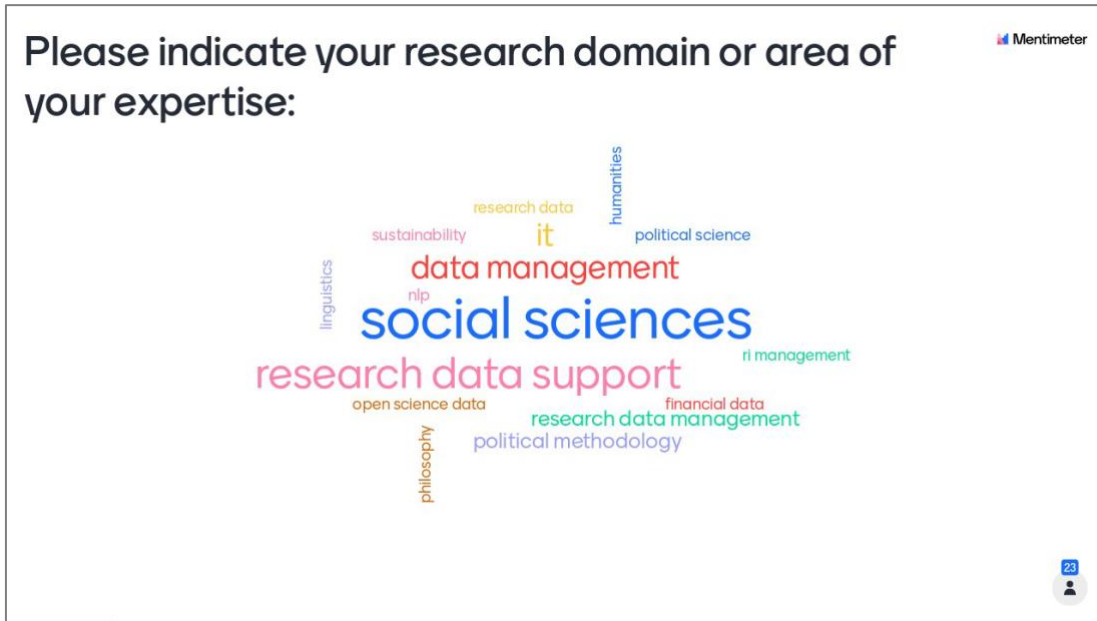 Please indicate your research domain or area of
your expertise:
Mentimeter
humanities
research data
sustainability
it
political science
data management
linguistics
nlp
social sciences
ri management
research data support
open science data
financial data
research data management
philosophy
political methodology
23